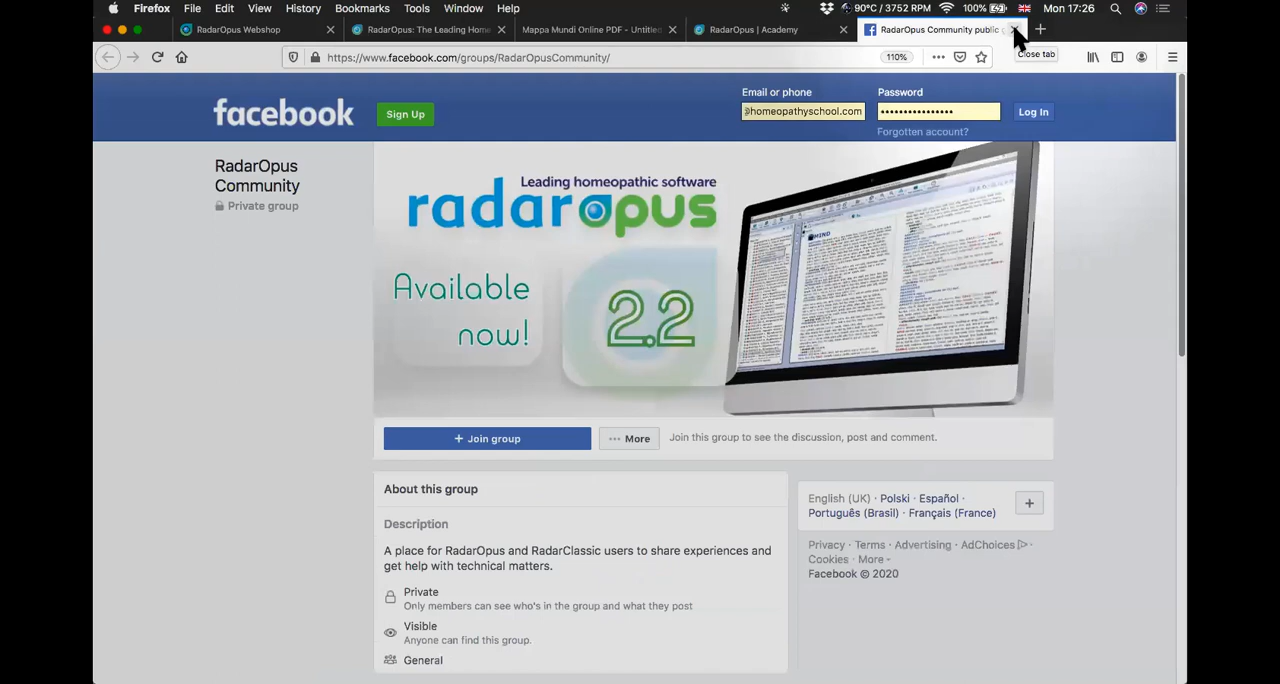 Firefox File Edit View History Bookmarks Tools Window Help 90°C / 3752 RPM 100% Mon 17:26
RadarOpus Webshop RadarOpus: The Leading Home Mappa Mundi Online PDF - Untitled RadarOpus | Academy RadarOpus Community public
https://www.facebook.com/groups/RadarOpusCommunity/ 110% Close tab
Email or phone Password
facebook Sign Up @homeopathyschool.com Log In
Forgotten account?
RadarOpus
Community
Private group
Leading homeopathic software
radaropus
MIND
Available
now!
2.2
+ Join group ••• More Join this group to see the discussion, post and comment.
About this group
Description
A place for RadarOpus and RadarClassic users to share experiences and
get help with technical matters.
Private
Only members can see who's in the group and what they post
Visible
Anyone can find this group.
General
English (UK) · Polski · Español ·
Português (Brasil) · Français (France)
Privacy · Terms · Advertising · AdChoices ·
Cookies · More
Facebook © 2020